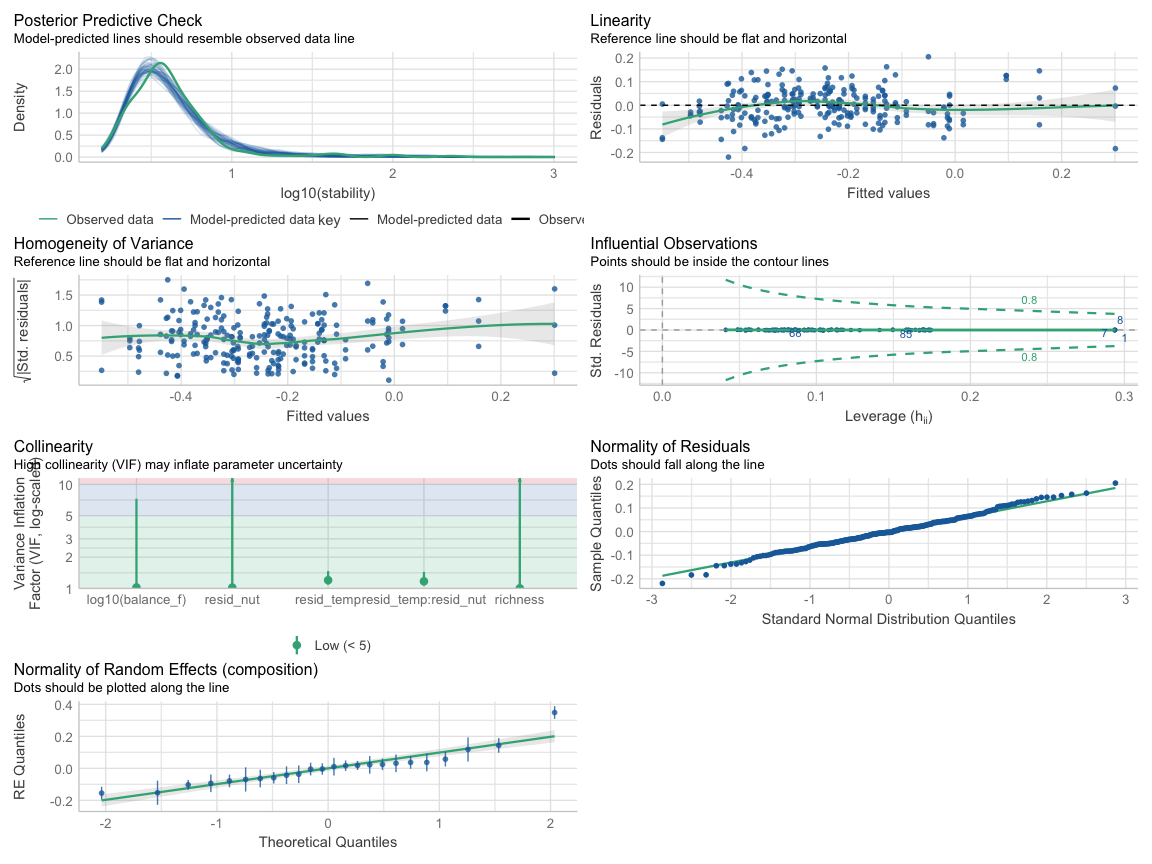 Posterior Predictive Check
Model-predicted lines should resemble observed data line
Density
2.0
1.5
1.0
0.5
0.0
1
2
3
log10(stability)
Observed data
Model-predicted data
key
Model-predicted data
Observe
Linearity
Reference line should be flat and horizontal
Residuals
0.2
0.1
0.0
-0.1
-0.2
-0.4
-0.2
0.0
0.2
Fitted values
Homogeneity of Variance
Reference line should be flat and horizontal
√|Std. residuals|
1.5
1.0
0.5
-0.4
-0.2
0.0
0.2
Fitted values
Influential Observations
Points should be inside the contour lines
Std. Residuals
10
5
0
-5
-10
0.8
0.8
8
7
1
0.0
0.1
0.2
0.3
Leverage (hii)
Collinearity
High collinearity (VIF) may inflate parameter uncertainty
Variance Inflation
Factor (VIF, log-scaled)
10
5
3
2
1
log10(balance_f)
resid_nut
resid_temp
resid_temp:resid_nut
richness
Low (< 5)
Normality of Residuals
Dots should fall along the line
Sample Quantiles
0.2
0.1
0.0
-0.1
-0.2
-3
-2
-1
0
1
2
3
Standard Normal Distribution Quantiles
Normality of Random Effects (composition)
Dots should be plotted along the line
RE Quantiles
0.4
0.2
0.0
-0.2
-2
-1
0
1
2
Theoretical Quantiles